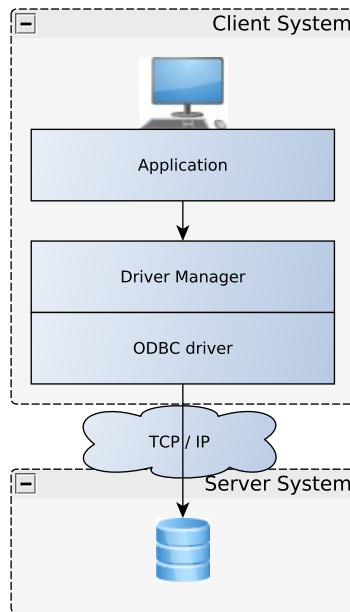 Client System
Application
Driver Manager
ODBC driver
TCP / IP
Server System